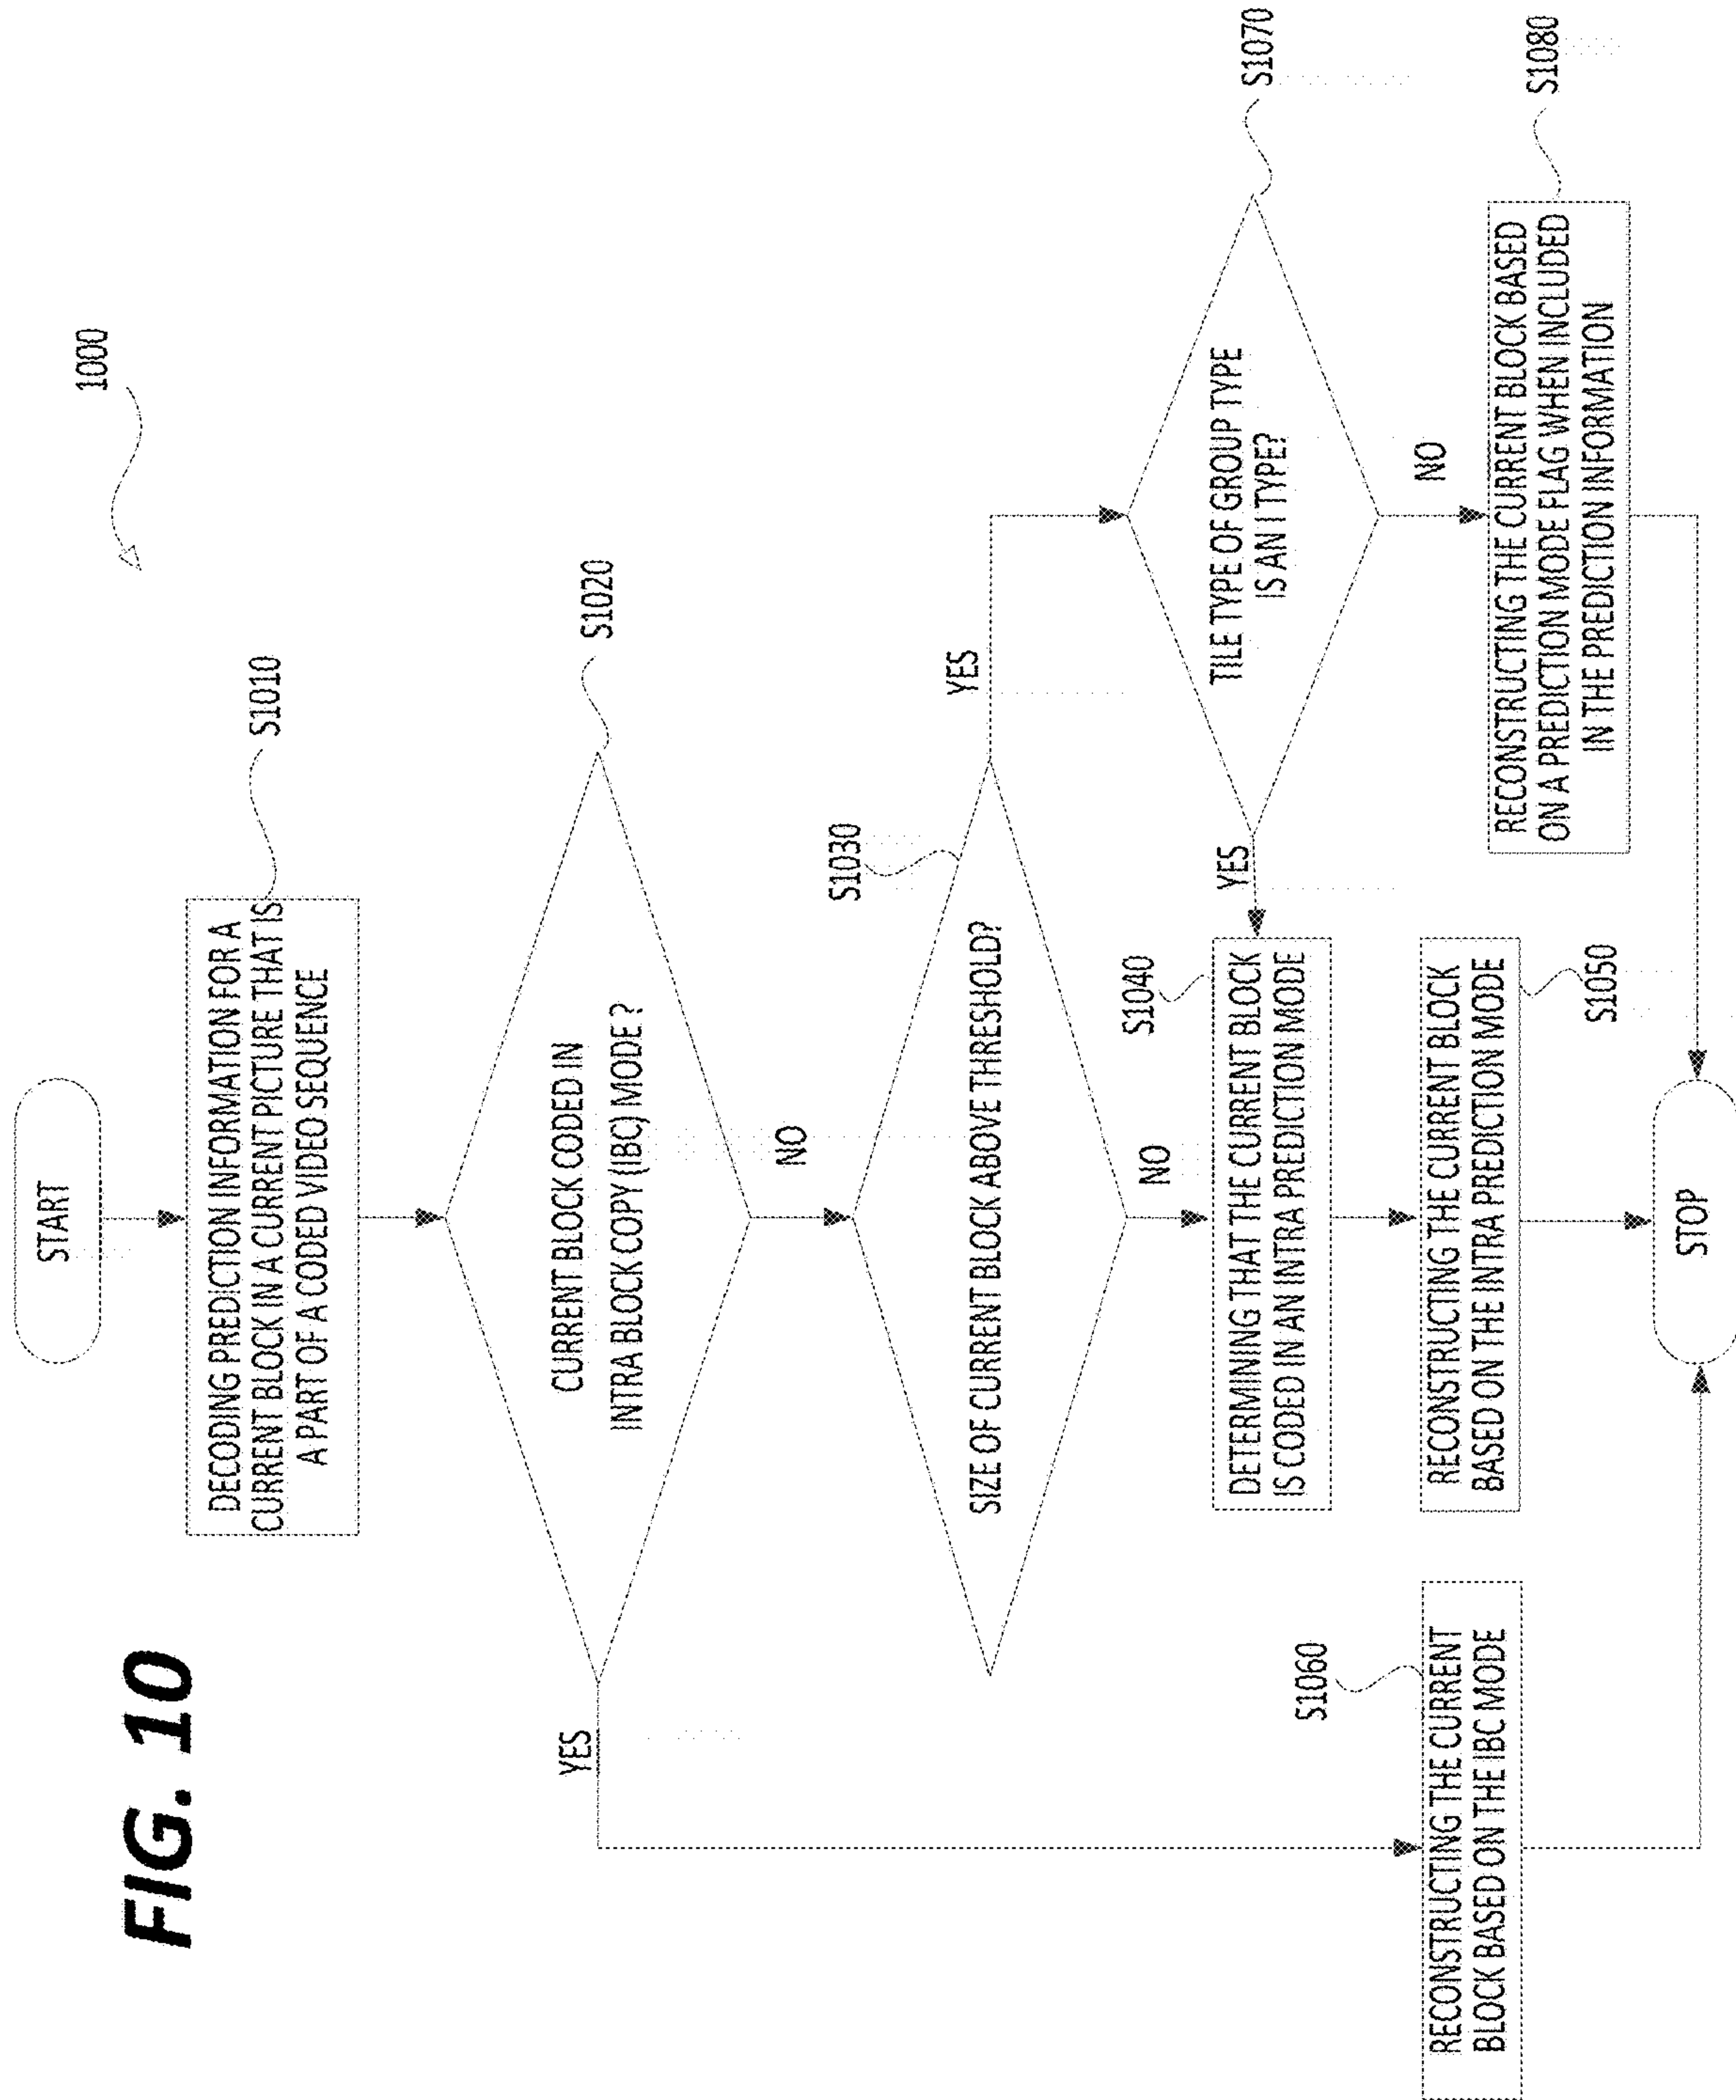 FIG. 10
1000
START
DECODING PREDICTION INFORMATION FOR A
CURRENT BLOCK IN A CURRENT PICTURE THAT IS
A PART OF A CODED VIDEO SEQUENCE
S1010
CURRENT BLOCK CODED IN
INTRA BLOCK COPY (IBC) MODE ?
S1020
YES
NO
S1030
SIZE OF CURRENT BLOCK ABOVE THRESHOLD?
YES
NO
S1070
TILE TYPE OF GROUP TYPE
IS AN I TYPE?
YES
NO
S1040
DETERMINING THAT THE CURRENT BLOCK
IS CODED IN AN INTRA PREDICTION MODE
S1060
RECONSTRUCTING THE CURRENT
BLOCK BASED ON THE IBC MODE
RECONSTRUCTING THE CURRENT BLOCK
BASED ON THE INTRA PREDICTION MODE
S1050
RECONSTRUCTING THE CURRENT BLOCK BASED
ON A PREDICTION MODE FLAG WHEN INCLUDED
IN THE PREDICTION INFORMATION
S1080
STOP